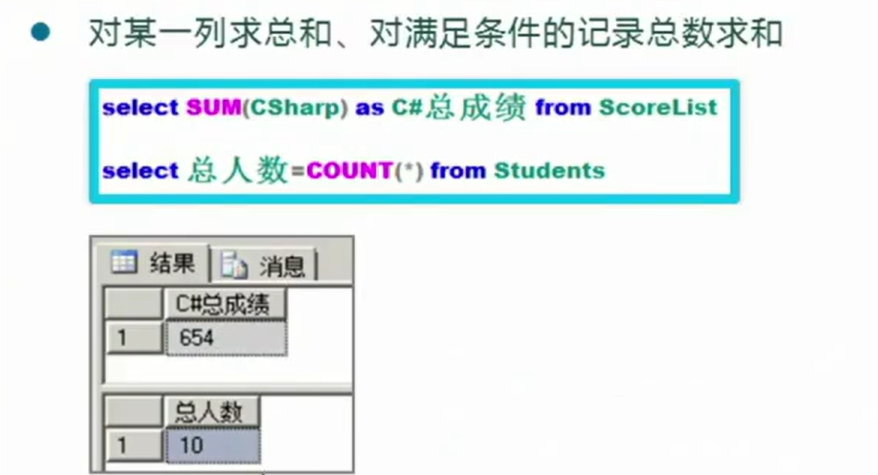 对某一列求总和、对满足条件的记录总数求和
select SUM(CSharp) as C#总成绩 from ScoreList
select 总人数=COUNT(*) from Students
结果 消息
C#总成绩
1 654
总人数
1 10